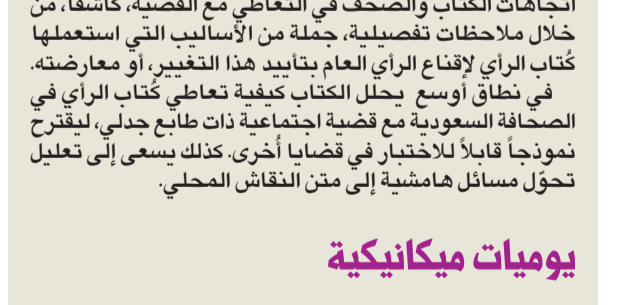 اتجاهات الكتاب والصحف في التعاطي مع القضية، كاشفاً، من
خلال ملاحظات تفصيلية، جملة من الأساليب التي استعملها
كُتاب الرأي لإقناع الرأي العام بتأييد هذا التغيير، أو معارضته.
في نطاق أوسع يحلل الكتاب كيفية تعاطي كُتاب الرأي في
الصحافة السعودية مع قضية اجتماعية ذات طابع جدلي، ليقترح
نموذجاً قابلاً للاختبار في قضايا أُخرى. كذلك يسعى إلى تعليل
تحوّل مسائل هامشية إلى متن النقاش المحلي.
يوميات ميكانيكية